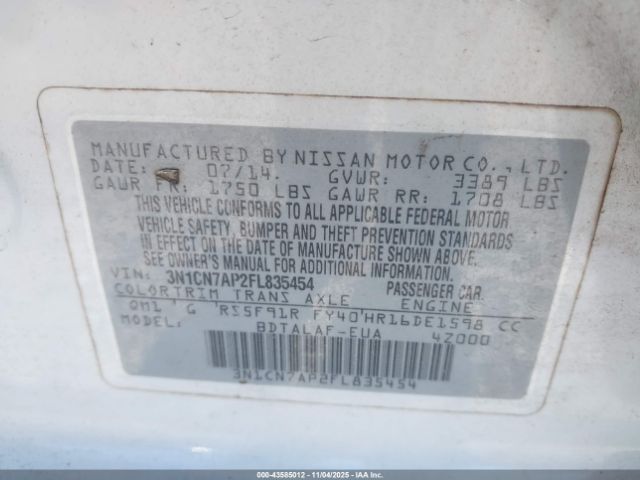 MANUFACTURED BY NISSAN MOTOR CO., LTD.
DATE: 07/14. GVWR: 3389 LBS
GAWR FR: 1750 LBS GAWR RR: 1708 LBS
THIS VEHICLE CONFORMS TO ALL APPLICABLE FEDERAL MOTOR
VEHICLE SAFETY, BUMPER AND THEFT PREVENTION STANDARDS
IN EFFECT ON THE DATE OF MANUFACTURE SHOWN ABOVE.
SEE OWNER'S MANUAL FOR ADDITIONAL INFORMATION.
VIN: 3N1CN7AP2FL835454 PASSENGER CAR.
COLOR TRIM TRANS AXLE ENGINE
QM1 G RS5F91R FY40 HR16DE1598 CC
MODEL: BDTALAF-EUA 42000
3N1CN7AP2FL835454
000-43585012 - 11/04/2025 - IAAI.com